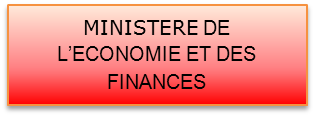 MINISTERE DE
L’ECONOMIE ET DES
FINANCES